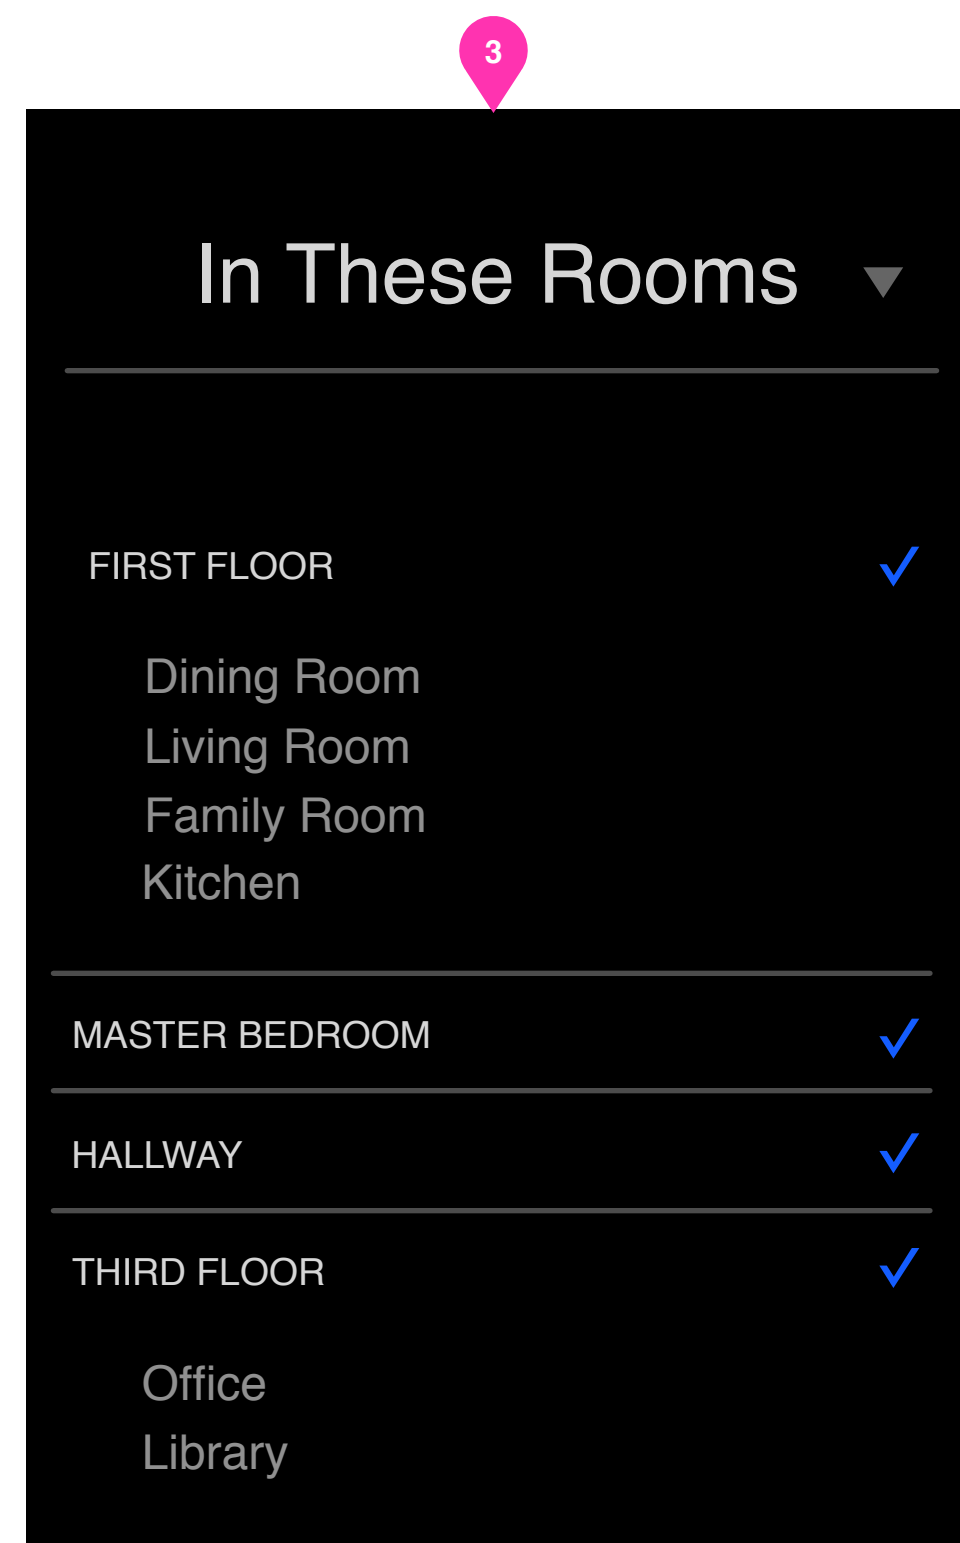 3
In These Rooms
FIRST FLOOR
Dining Room
Living Room
Family Room
Kitchen
MASTER BEDROOM
HALLWAY
THIRD FLOOR
Office
Library